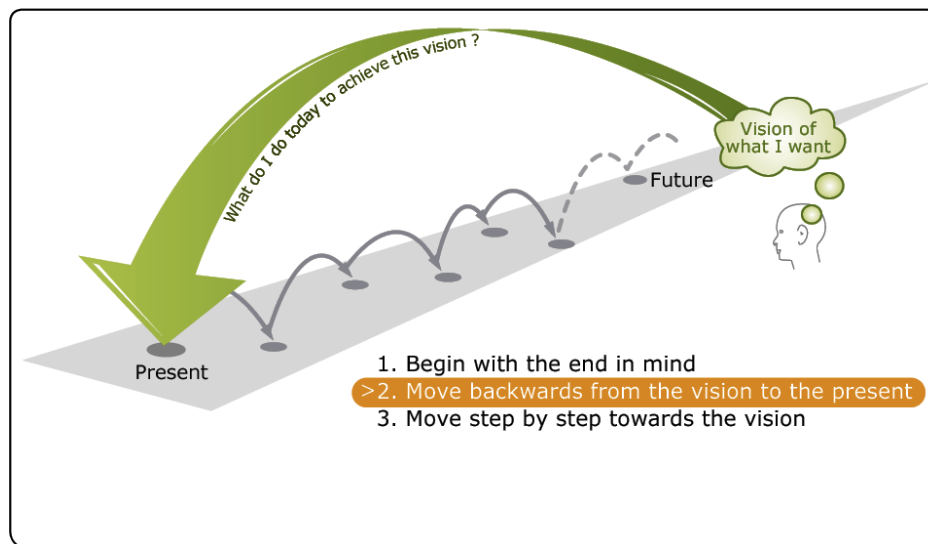 What do I do today to achieve this vision ?
Vision of
what I want
Future
Present
1. Begin with the end in mind
>2. Move backwards from the vision to the present
3. Move step by step towards the vision